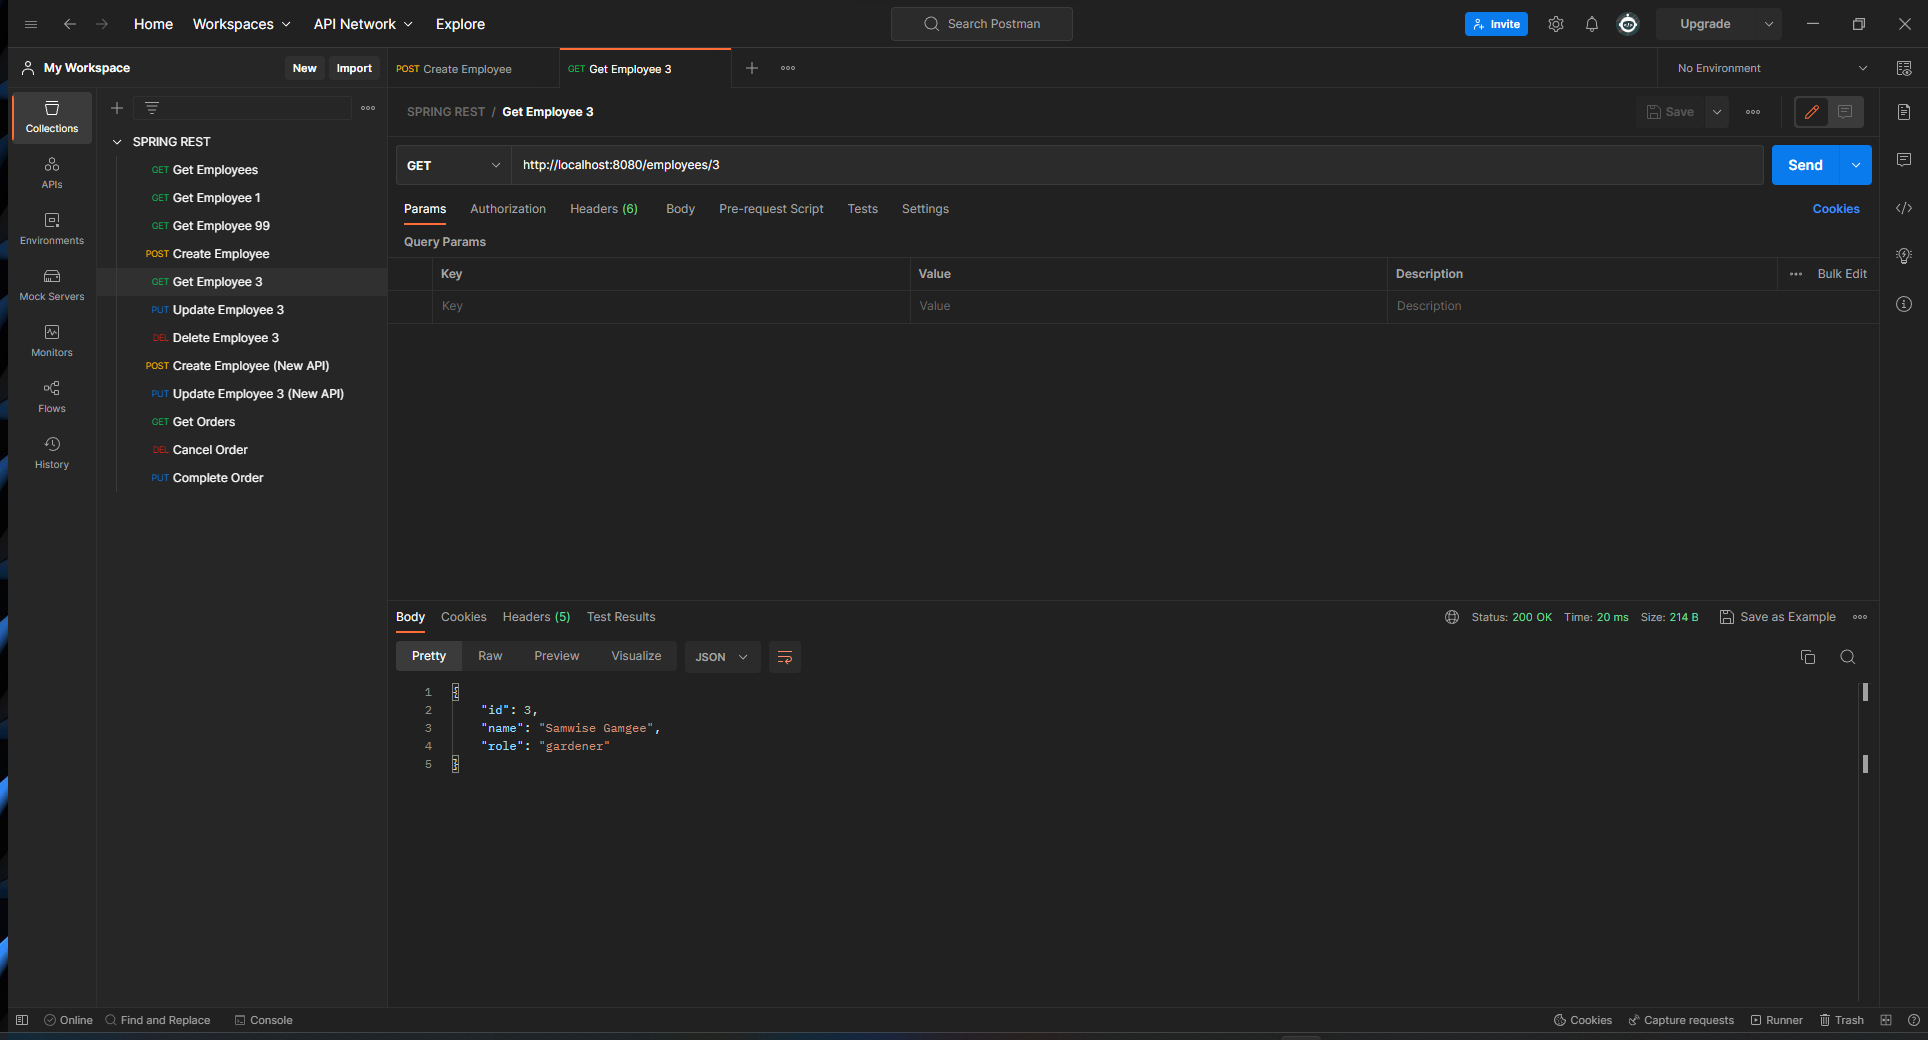 Home Workspaces API Network Explore Search Postman Invite Upgrade
My Workspace New Import POST Create Employee GET Get Employee 3 No Environment
SPRING REST / Get Employee 3 Save
Collections
APIs
Environments
Mock Servers
Monitors
Flows
History
SPRING REST
GET Get Employees
GET Get Employee 1
GET Get Employee 99
POST Create Employee
GET Get Employee 3
PUT Update Employee 3
DEL Delete Employee 3
POST Create Employee (New API)
PUT Update Employee 3 (New API)
GET Get Orders
DEL Cancel Order
PUT Complete Order
GET http://localhost:8080/employees/3 Send
Params Authorization Headers (6) Body Pre-request Script Tests Settings Cookies
Query Params
Key Value Description Bulk Edit
Key Value Description
Body Cookies Headers (5) Test Results Status: 200 OK Time: 20 ms Size: 214 B Save as Example
Pretty Raw Preview Visualize JSON
1 {
2 "id": 3,
3 "name": "Samwise Gamgee",
4 "role": "gardener"
5 }
Online Find and Replace Console Cookies Capture requests Runner Trash